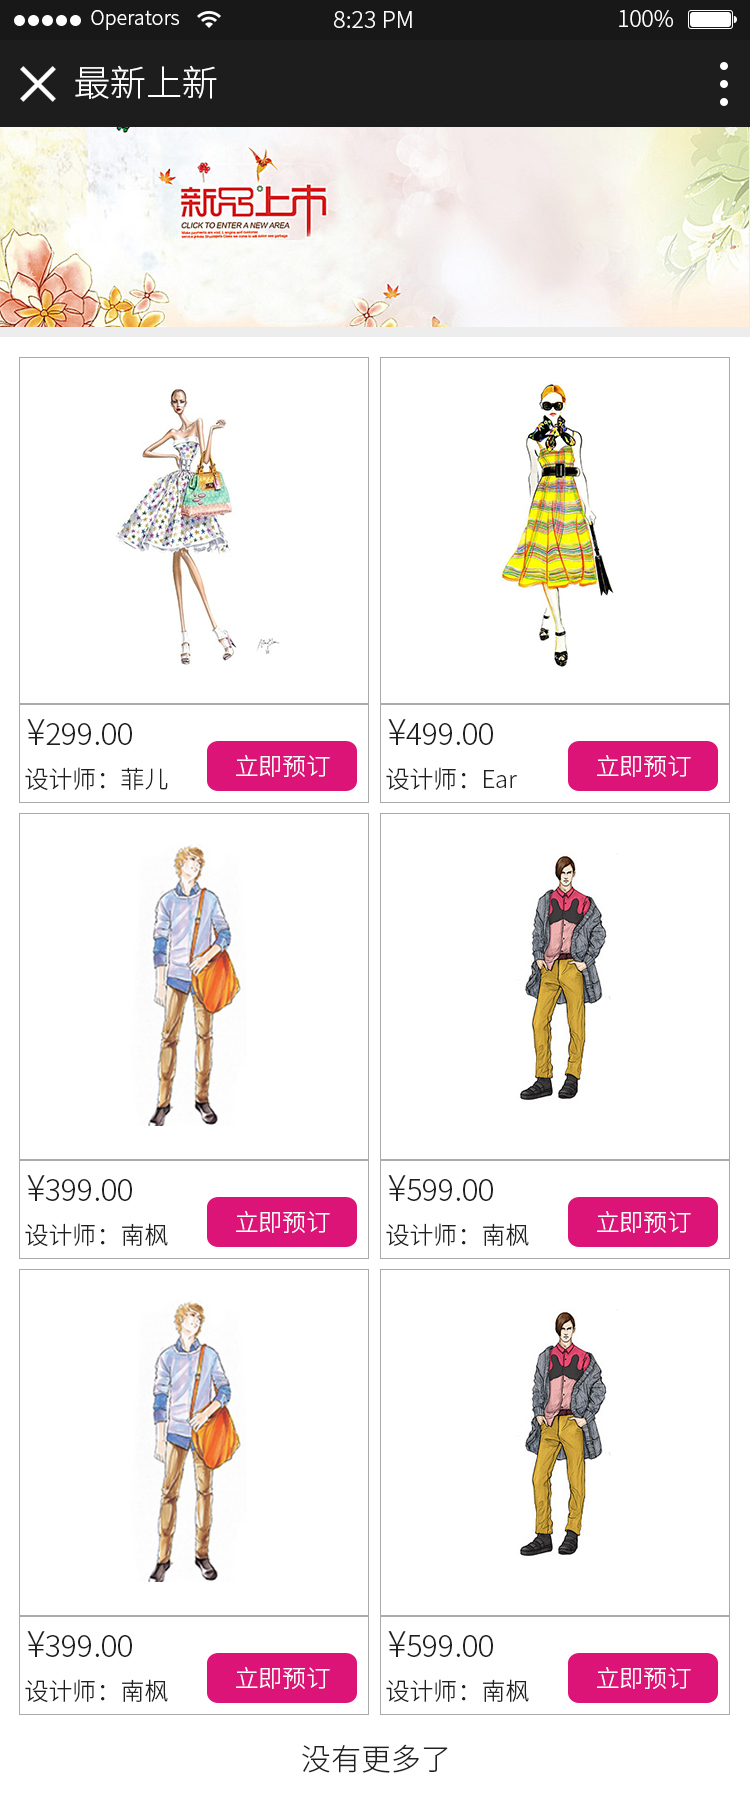 Operators 8:23 PM 100%
最新上新
新品上市
CLICK TO ENTER A NEW AREA
¥299.00
设计师：菲儿
立即预订
¥499.00
设计师：Ear
立即预订
¥399.00
设计师：南枫
立即预订
¥599.00
设计师：南枫
立即预订
¥399.00
设计师：南枫
立即预订
¥599.00
设计师：南枫
立即预订
没有更多了